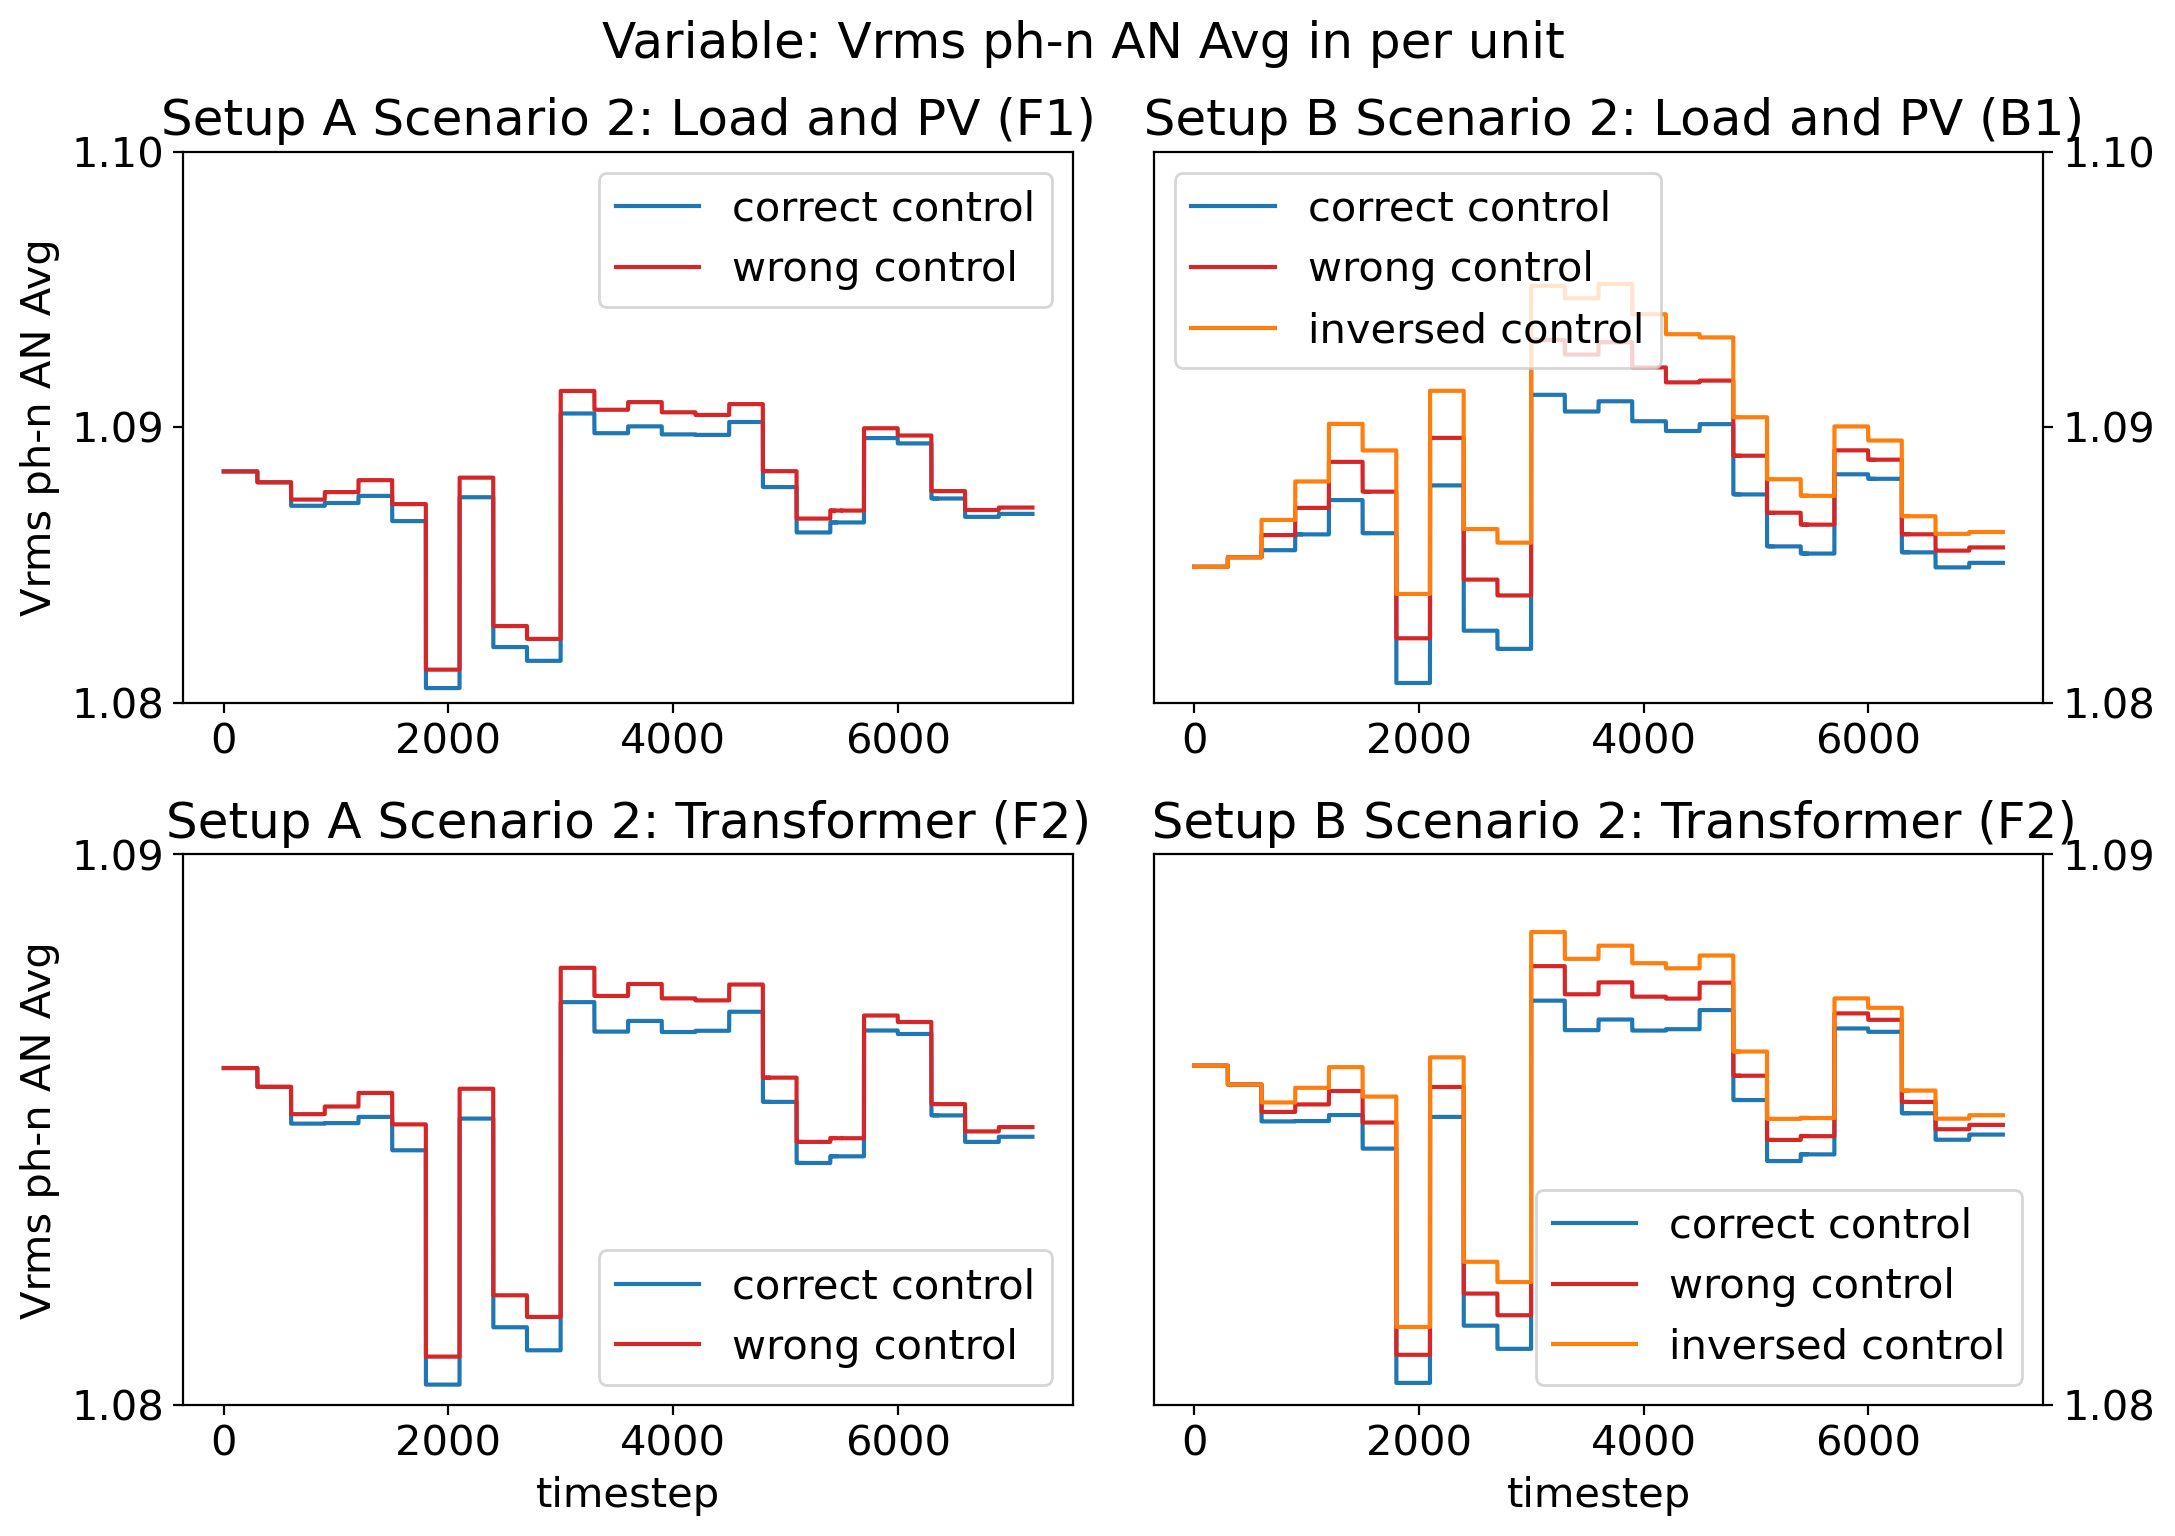 Variable: Vrms ph-n AN Avg in per unit
Setup A Scenario 2: Load and PV (F1)
1.10
1.09
1.08
Vrms ph-n AN Avg
correct control
wrong control
0 2000 4000 6000
Setup B Scenario 2: Load and PV (B1)
1.10
1.09
1.08
correct control
wrong control
inversed control
0 2000 4000 6000
Setup A Scenario 2: Transformer (F2)
1.09
1.08
Vrms ph-n AN Avg
correct control
wrong control
0 2000 4000 6000
timestep
Setup B Scenario 2: Transformer (F2)
1.09
1.08
correct control
wrong control
inversed control
0 2000 4000 6000
timestep